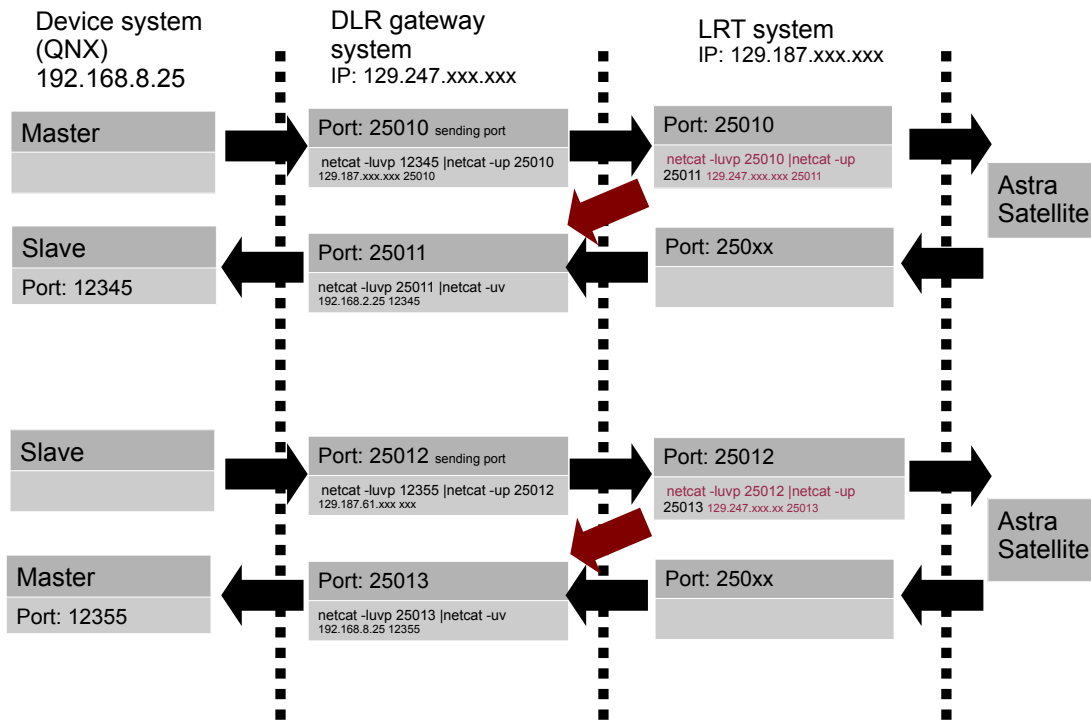 Device system
(QNX)
192.168.8.25
DLR gateway
system
IP: 129.247.xxx.xxx
LRT system
IP: 129.187.xxx.xxx
Master
Port: 25010 sending port
netcat -luvp 12345 |netcat -up 25010
129.187.xxx.xxx 25010
Port: 25010
netcat -luvp 25010 |netcat -up
25011 129.247.xxx.xxx 25011
Astra
Satellite
Slave
Port: 12345
Port: 25011
netcat -luvp 25011 |netcat -uv
192.168.2.25 12345
Port: 250xx
Slave
Port: 25012 sending port
netcat -luvp 12355 |netcat -up 25012
129.187.61.xxx xxx
Port: 25012
netcat -luvp 25012 |netcat -up
25013 129.247.xxx.xx 25013
Astra
Satellite
Master
Port: 12355
Port: 25013
netcat -luvp 25013 |netcat -uv
192.168.8.25 12355
Port: 250xx